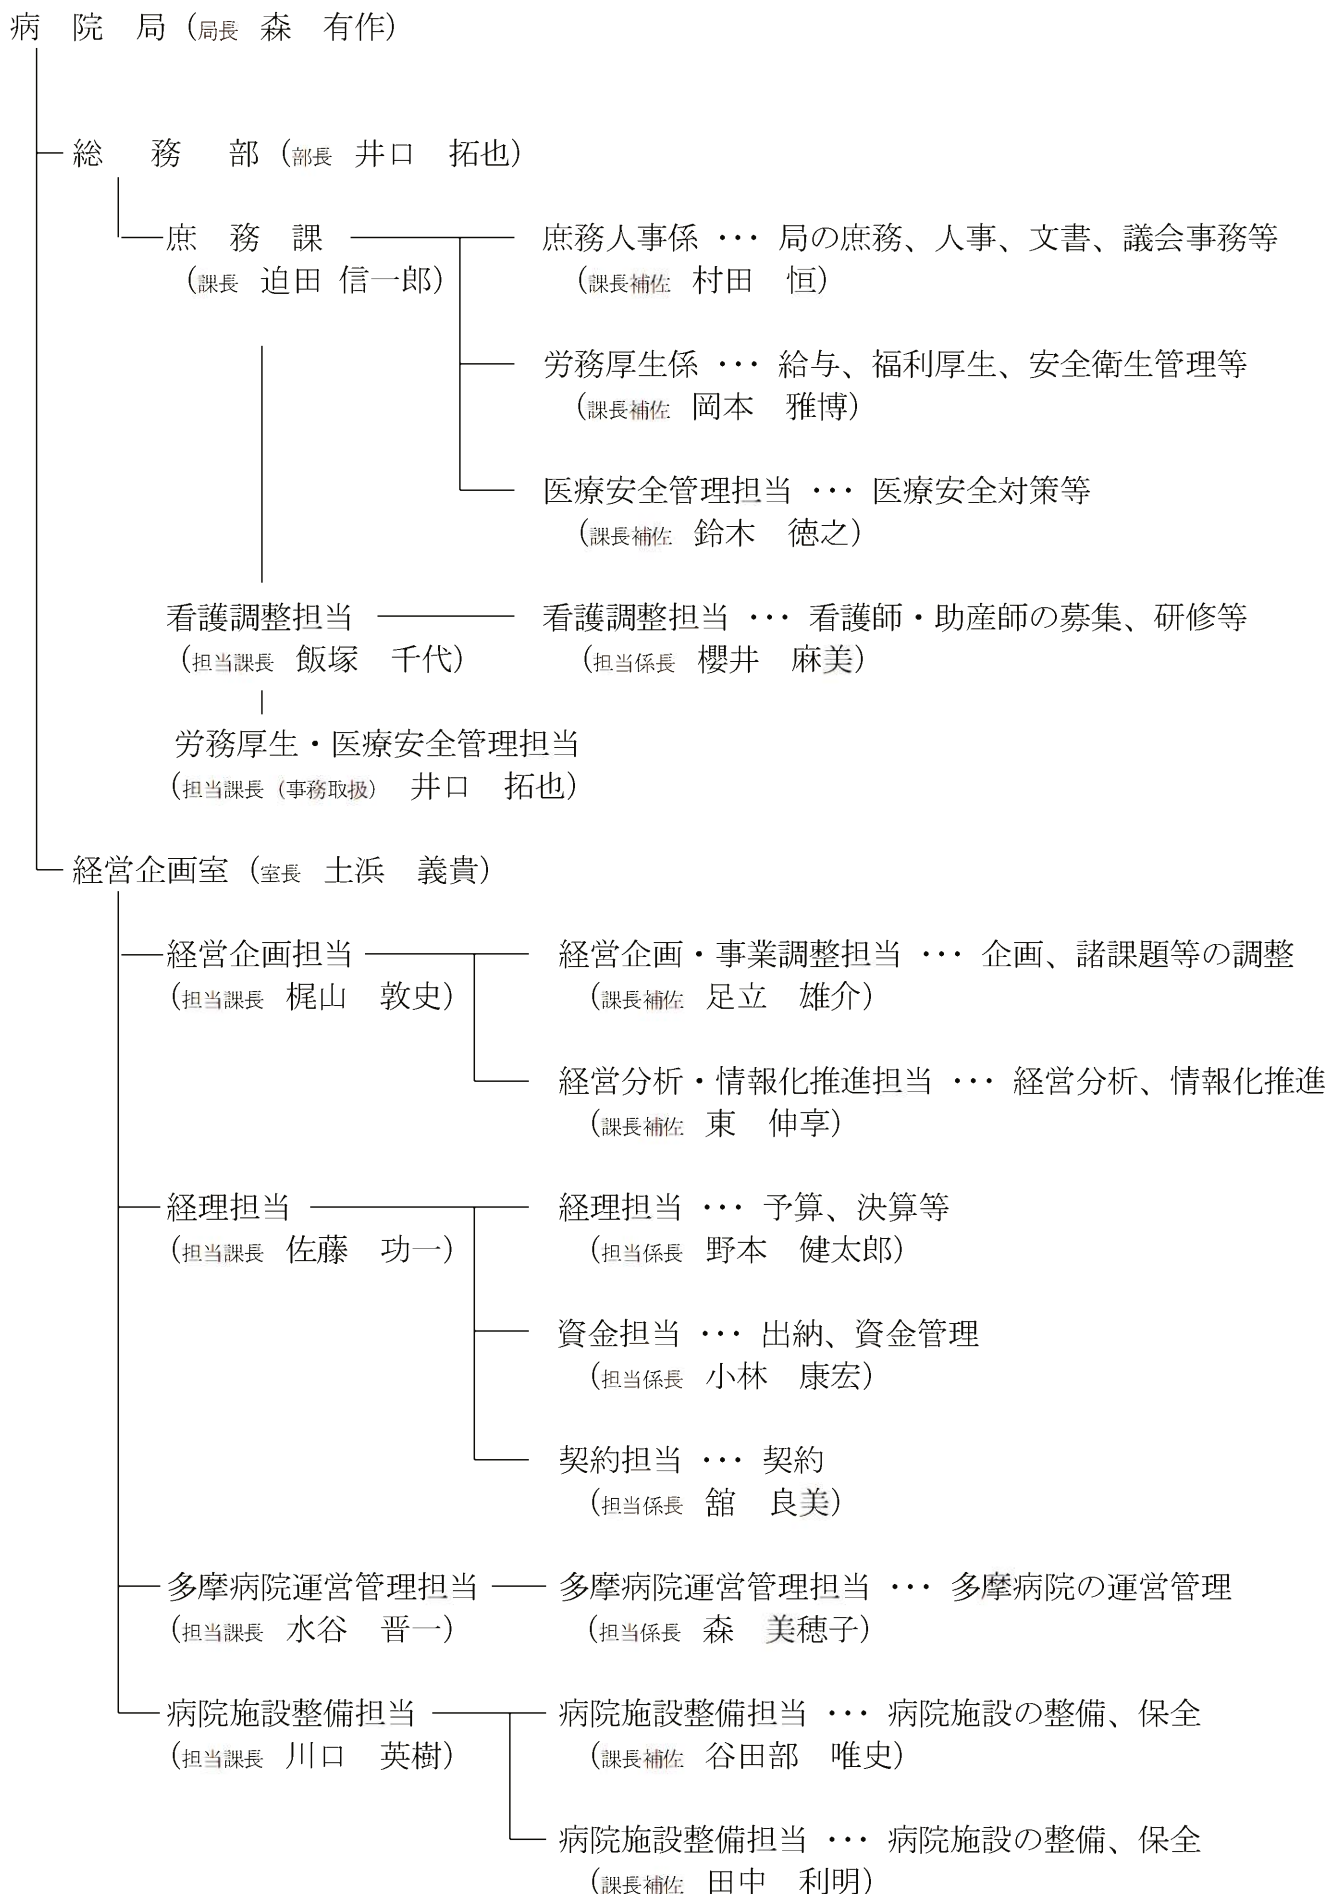 病　院　局（局長　森　有作）
総　務　部（部長　井口　拓也）
庶　務　課　庶務人事係 ・・・ 局の庶務、人事、文書、議会事務等
（課長　迫田 信一郎）　（課長補佐　村田　恒）
労務厚生係 ・・・ 給与、福利厚生、安全衛生管理等
（課長補佐　岡本　雅博）
医療安全管理担当 ・・・ 医療安全対策等
（課長補佐　鈴木　徳之）
看護調整担当　看護調整担当 ・・・ 看護師・助産師の募集、研修等
（担当課長　飯塚　千代）　（担当係長　櫻井　麻美）
労務厚生・医療安全管理担当
（担当課長（事務取扱）　井口　拓也）
経営企画室（室長　土浜　義貴）
経営企画担当　経営企画・事業調整担当 ・・・ 企画、諸課題等の調整
（担当課長　梶山　敦史）　（課長補佐　足立　雄介）
経営分析・情報化推進担当 ・・・ 経営分析、情報化推進
（課長補佐　東　伸享）
経理担当　経理担当 ・・・ 予算、決算等
（担当課長　佐藤　功一）　（担当係長　野本　健太郎）
資金担当 ・・・ 出納、資金管理
（担当係長　小林　康宏）
契約担当 ・・・ 契約
（担当係長　舘　良美）
多摩病院運営管理担当　多摩病院運営管理担当 ・・・ 多摩病院の運営管理
（担当課長　水谷　晋一）　（担当係長　森　美穂子）
病院施設整備担当　病院施設整備担当 ・・・ 病院施設の整備、保全
（担当課長　川口　英樹）　（課長補佐　谷田部　唯史）
病院施設整備担当 ・・・ 病院施設の整備、保全
（課長補佐　田中　利明）